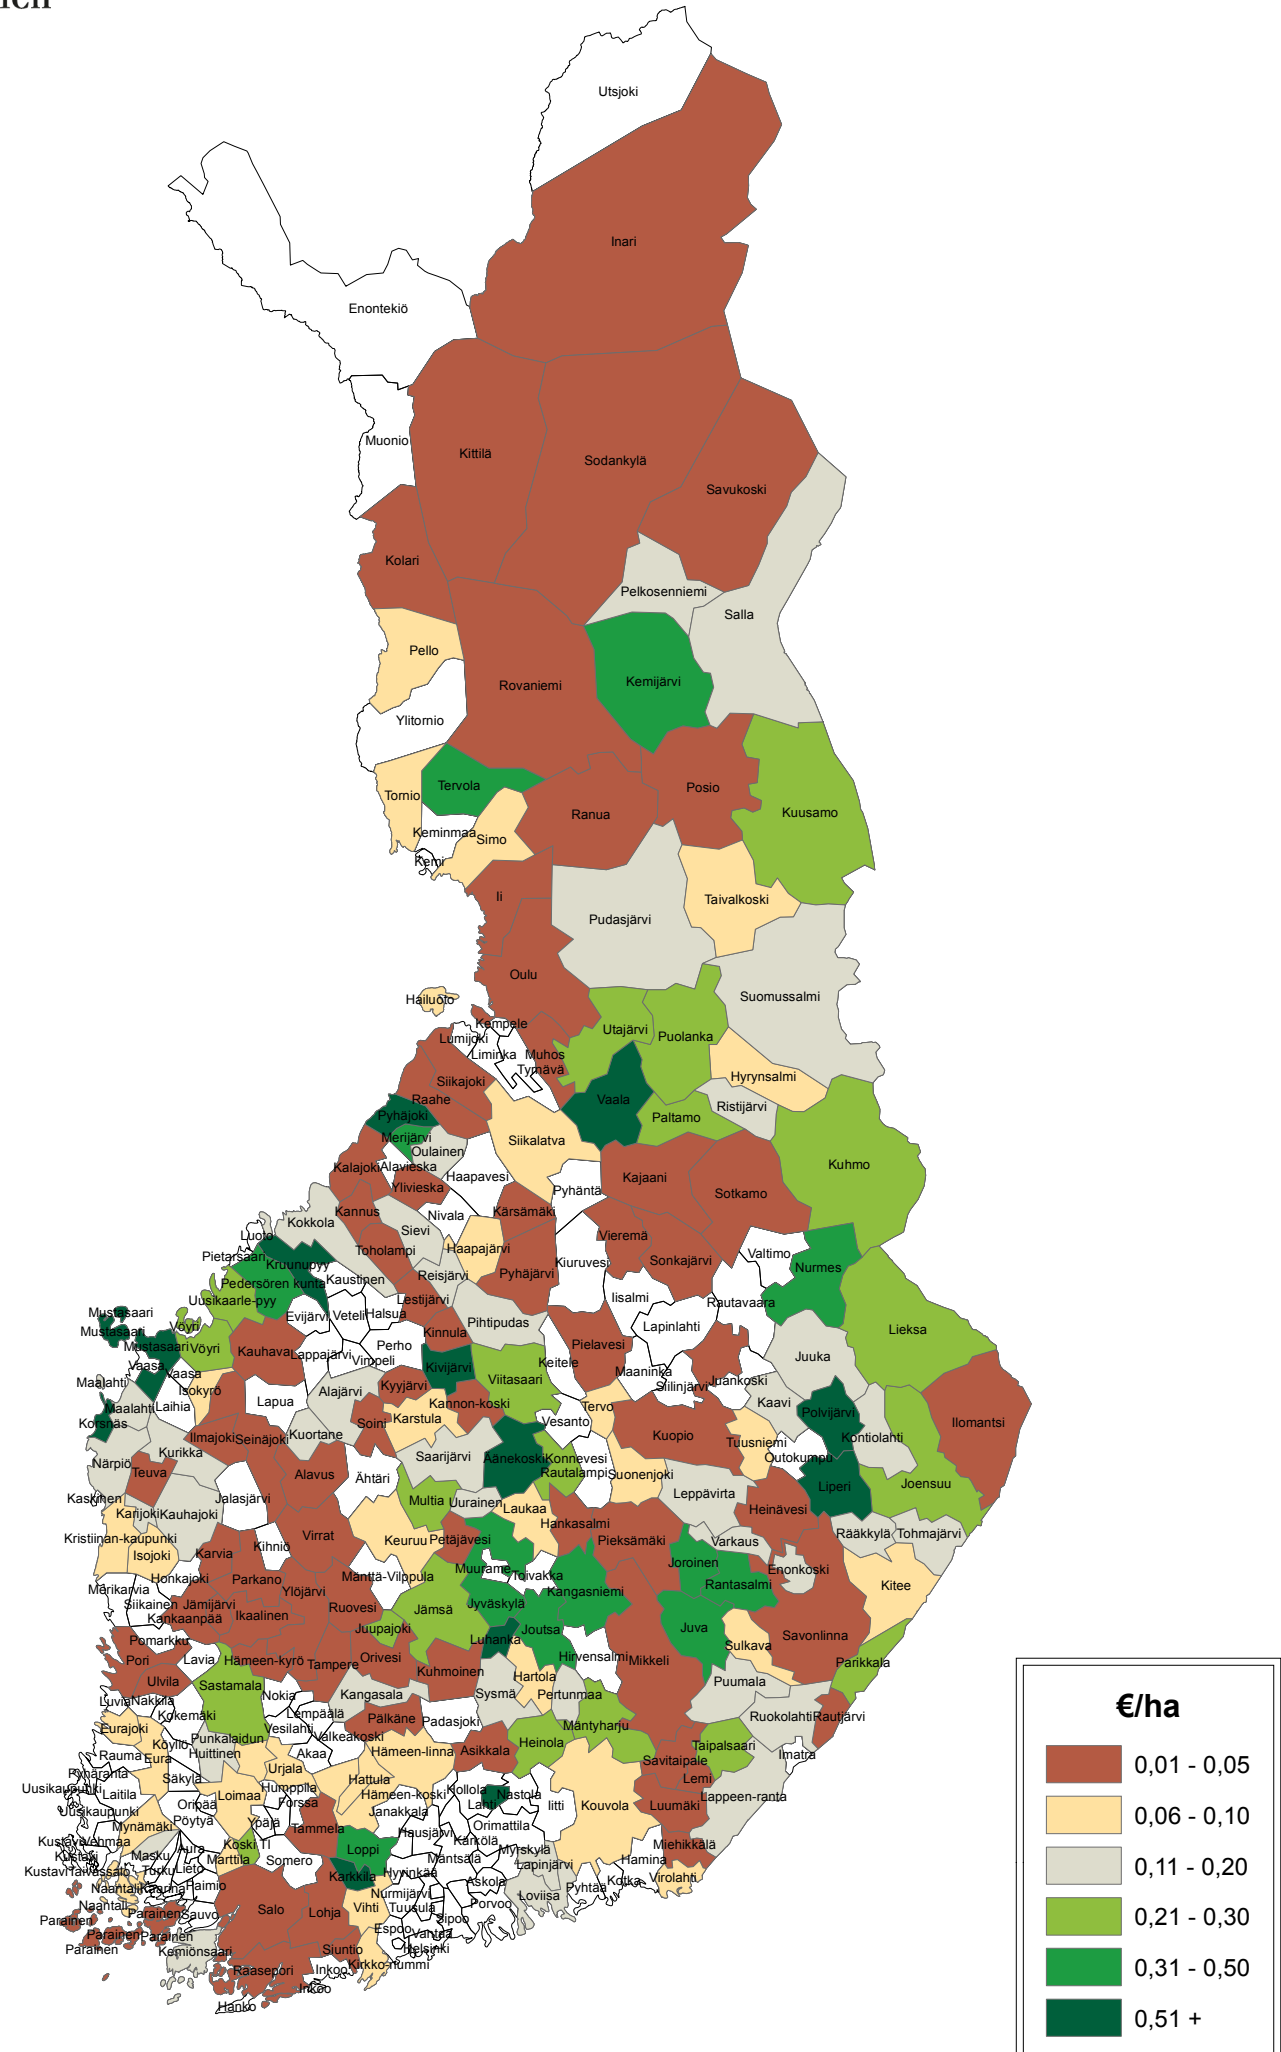 Utsjoki
Inari
Enontekiö
Muonio
Kittilä
Sodankylä
Savukoski
Kolari
Pelkosenniemi
Salla
Pello
Kemijärvi
Rovaniemi
Ylitornio
Tervola
Posio
Tornio
Ranua
Kuusamo
Keminmaa
Simo
Kemi
Ii
Taivalkoski
Pudasjärvi
Oulu
Suomussalmi
Hailuoto
Kempele
Utajärvi
Puolanka
Lumijoki
Liminka
Muhos
Tyrnävä
Hyrynsalmi
Siikajoki
Raahe
Vaala
Ristijärvi
Pyhäjoki
Paltamo
Merijärvi
Siikalatva
Oulainen
Kalajoki
Alavieska
Kuhmo
Haapavesi
Kajaani
Ylivieska
Pyhäntä
Sotkamo
Kannus
Kärsämäki
Nivala
Kokkola
Sievi
Luoto
Vieremä
Toholampi
Haapajärvi
Valtimo
Pietarsaari
Kruunupyy
Kiuruvesi
Sonkajärvi
Nurmes
Reisjärvi
Pyhäjärvi
Kaustinen
Pedersören kunta
Uusikaarle-pyy
Lestijärvi
Iisalmi
Rautavaara
Mustasaari
Evijärvi
Veteli
Halsua
Pihtipudas
Lapinlahti
Lieksa
Mustasaari
Vöyri
Kinnula
Mustasaari
Vöyri
Kauhava
Perho
Pielavesi
Lappajärvi
Vimpeli
Juuka
Vaasa
Vaasa
Kivijärvi
Keitele
Maaninka
Maalahti
Isokyrö
Alajärvi
Kyyjärvi
Viitasaari
Siilinjärvi
Juankoski
Laihia
Lapua
Kannon-koski
Tervo
Kaavi
Maalahti
Polvijärvi
Korsnäs
Soini
Karstula
Vesanto
Ilomantsi
Ilmajoki
Seinäjoki
Kuortane
Kuopio
Tuusniemi
Kontiolahti
Kurikka
Saarijärvi
Äänekoski
Konnevesi
Outokumpu
Närpiö
Teuva
Alavus
Ähtäri
Rautalampi
Suonenjoki
Liperi
Joensuu
Kaskinen
Jalasjärvi
Multia
Uurainen
Laukaa
Leppävirta
Heinävesi
Karijoki
Kauhajoki
Hankasalmi
Kristiinan-kaupunki
Virrat
Keuruu
Petäjävesi
Pieksämäki
Varkaus
Rääkkylä
Tohmajärvi
Isojoki
Karvia
Kihniö
Muurame
Toivakka
Joroinen
Enonkoski
Honkajoki
Parkano
Mänttä-Vilppula
Kangasniemi
Rantasalmi
Kitee
Merikarvia
Ylöjärvi
Siikainen
Jämijärvi
Ruovesi
Jyväskylä
Kankaanpää
Ikaalinen
Jämsä
Juupajoki
Joutsa
Juva
Savonlinna
Pomarkku
Luhanka
Sulkava
Pori
Lavia
Hämeen-kyrö
Tampere
Orivesi
Hirvensalmi
Mikkeli
Parikkala
Kuhmoinen
Ulvila
Sastamala
Hartola
Puumala
Nokia
Kangasala
Sysmä
Pertunmaa
Luvia
Nakkila
Lempäälä
Pälkäne
Padasjoki
Ruokolahti
Rautjärvi
Kokemäki
Eurajoki
Vesilahti
Valkeakoski
Mäntyharju
Köyliö
Punkalaidun
Heinola
Taipalsaari
Rauma
Eura
Huittinen
Akaa
Hämeen-linna
Asikkala
Savitaipale
Imatra
Pyhäranta
Säkylä
Urjala
Hattula
Lemi
Uusikaupunki
Laitila
Loimaa
Humppila
Hämeen-koski
Hollola
Nastola
Lappeen-ranta
Uusikaupunki
Oripää
Forssa
Janakkala
Lahti
Iitti
Kouvola
Luumäki
Mynämäki
Pöytyä
Ypäjä
Tammela
Hausjärvi
Orimattila
Kustavi
Vehmaa
Aura
Koski Tl
Loppi
Kärkölä
Miehikkälä
Kustavi
Masku
Marttila
Somero
Mäntsälä
Myrskylä
Lapinjärvi
Hamina
Kustavi
Taivassalo
Turku
Lieto
Karkkila
Hyvinkää
Askola
Kotka
Virolahti
Naantali
Kaarina
Paimio
Nurmijärvi
Pyhtää
Naantali
Salo
Lohja
Vihti
Tuusula
Porvoo
Loviisa
Parainen
Parainen
Sauvo
Sipoo
Parainen
Parainen
Espoo
Vantaa
Parainen
Kemiönsaari
Siuntio
Helsinki
Raasepori
Inkoo
Kirkko-nummi
Inkoo
Hanko
€/ha
0,01 - 0,05
0,06 - 0,10
0,11 - 0,20
0,21 - 0,30
0,31 - 0,50
0,51 +